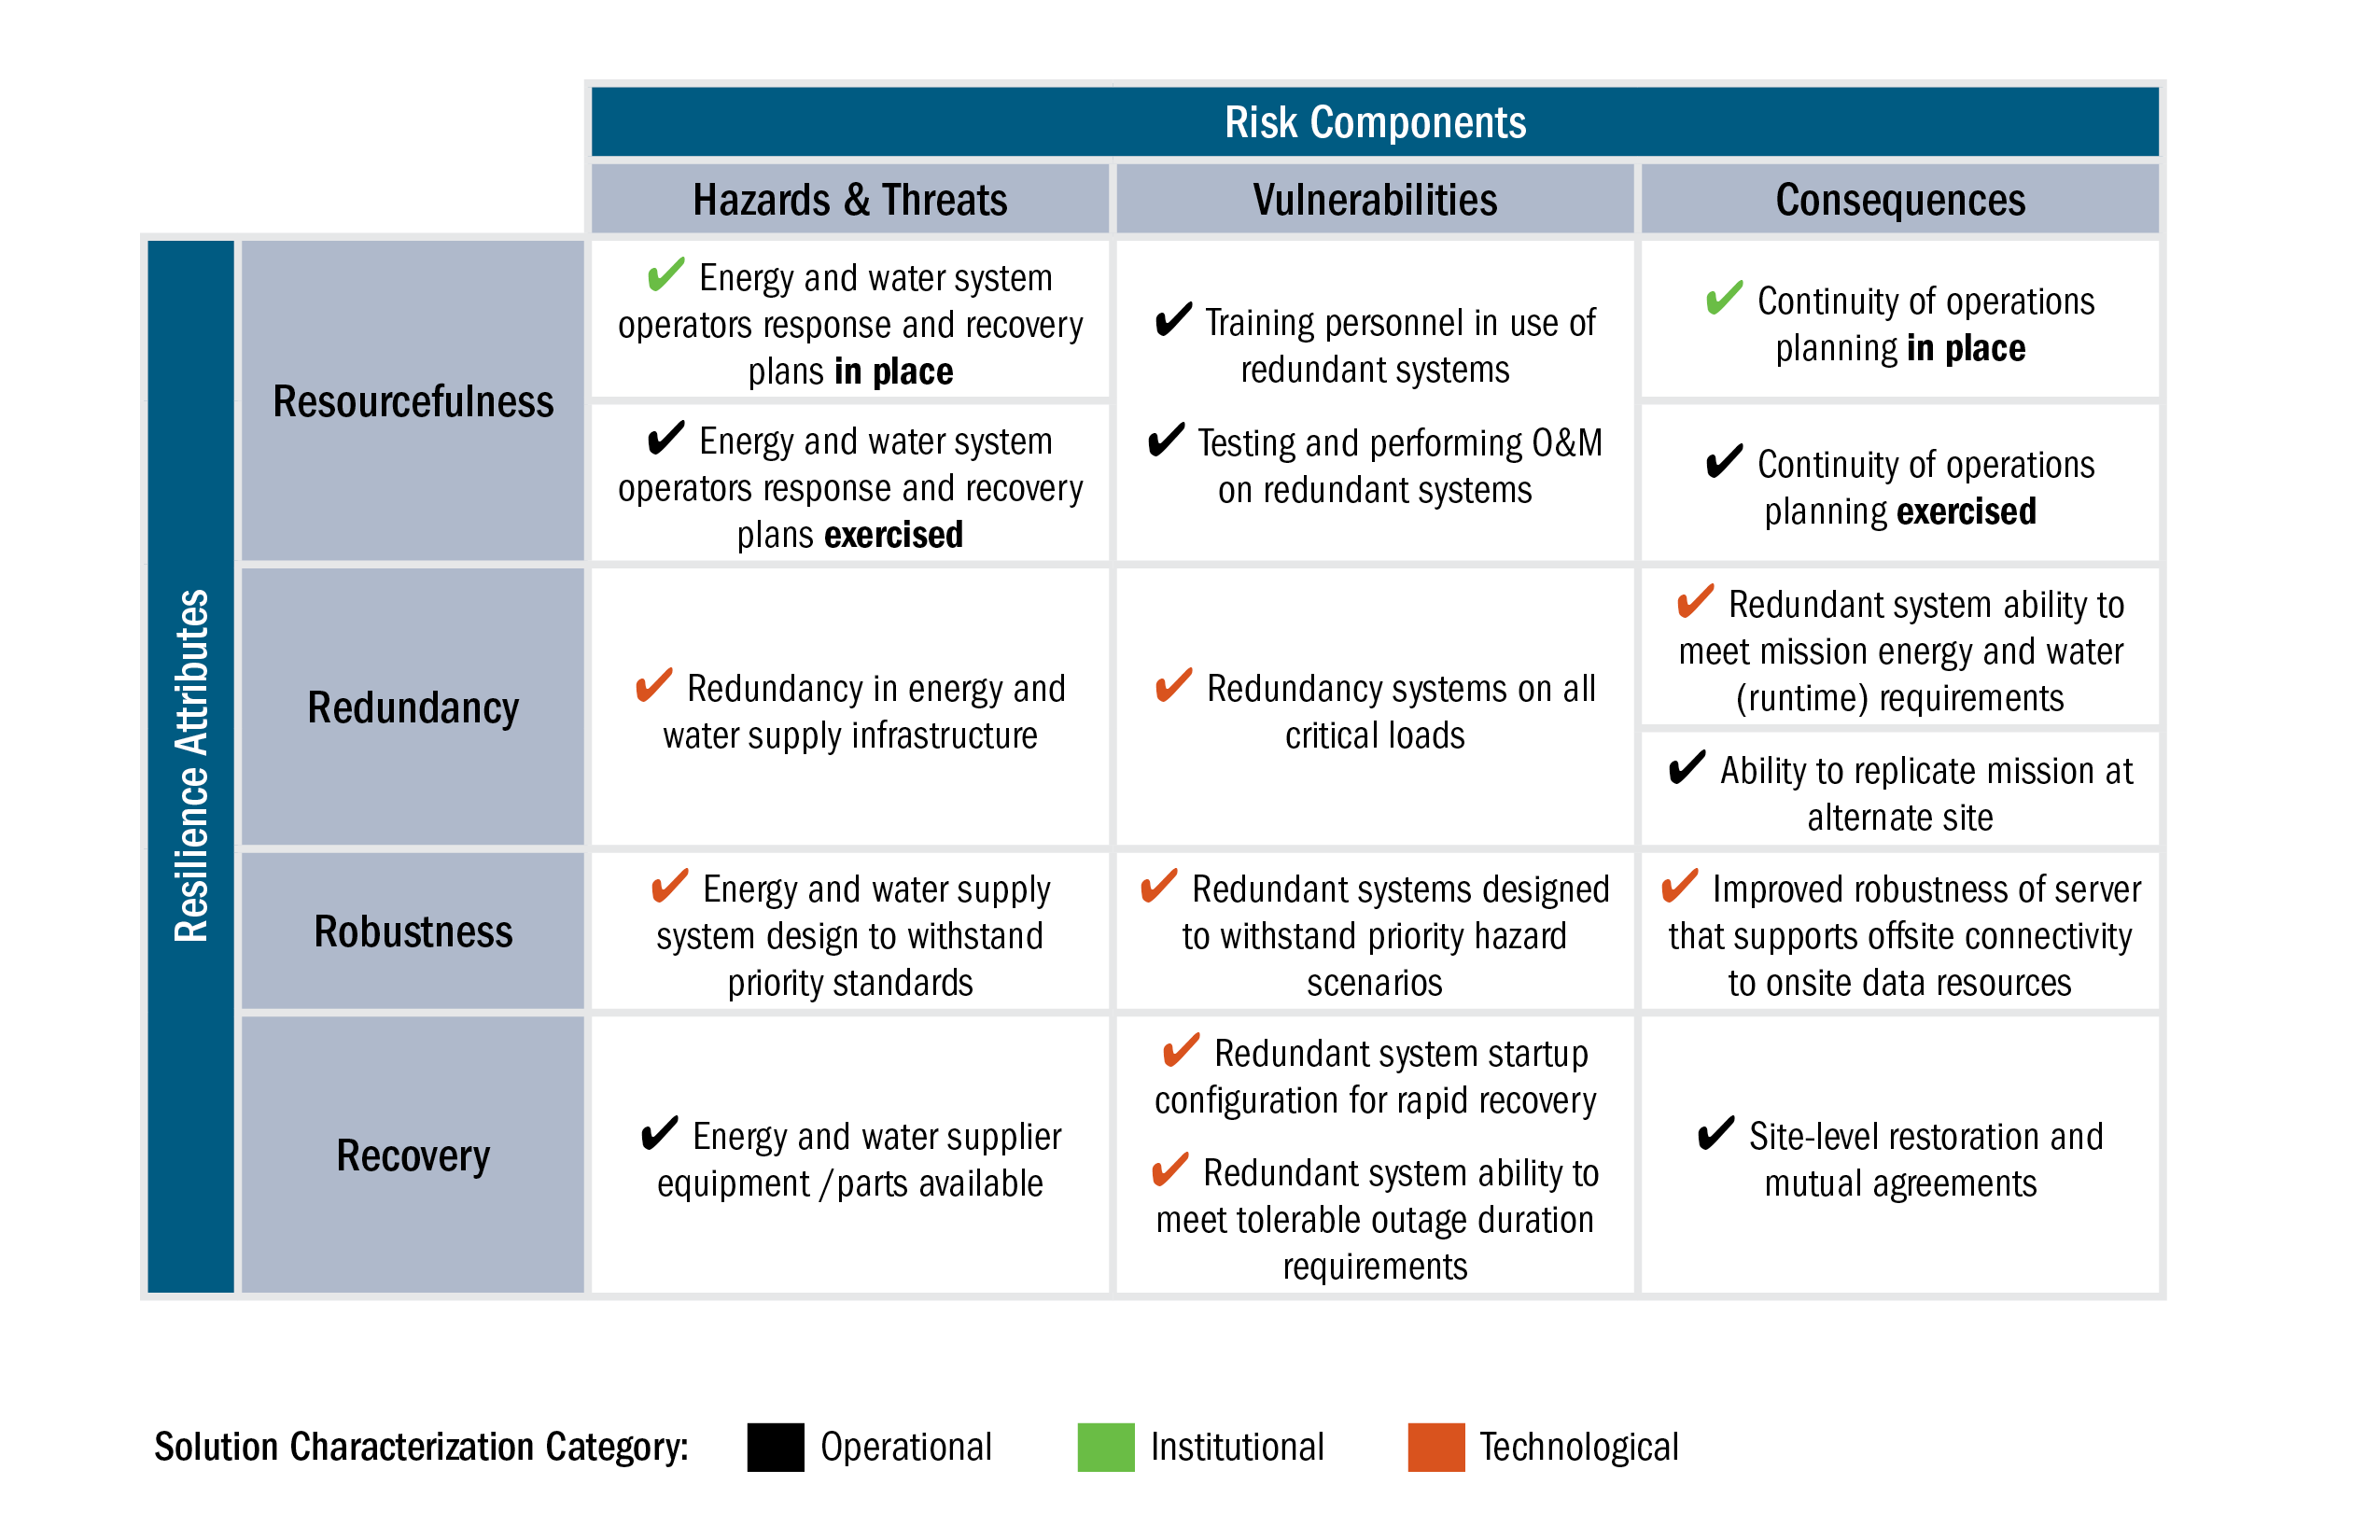 Risk Components
Hazards & Threats
Vulnerabilities
Consequences
Resilience Attributes
Resourcefulness
✔ Energy and water system
operators response and recovery
plans in place
✔ Energy and water system
operators response and recovery
plans exercised
✔ Training personnel in use of
redundant systems
✔ Testing and performing O&M
on redundant systems
✔ Continuity of operations
planning in place
✔ Continuity of operations
planning exercised
Redundancy
✔ Redundancy in energy and
water supply infrastructure
✔ Redundancy systems on all
critical loads
✔ Redundant system ability to
meet mission energy and water
(runtime) requirements
✔ Ability to replicate mission at
alternate site
Robustness
✔ Energy and water supply
system design to withstand
priority standards
✔ Redundant systems designed
to withstand priority hazard
scenarios
✔ Improved robustness of server
that supports offsite connectivity
to onsite data resources
Recovery
✔ Energy and water supplier
equipment /parts available
✔ Redundant system startup
configuration for rapid recovery
✔ Redundant system ability to
meet tolerable outage duration
requirements
✔ Site-level restoration and
mutual agreements
Solution Characterization Category:
Operational
Institutional
Technological